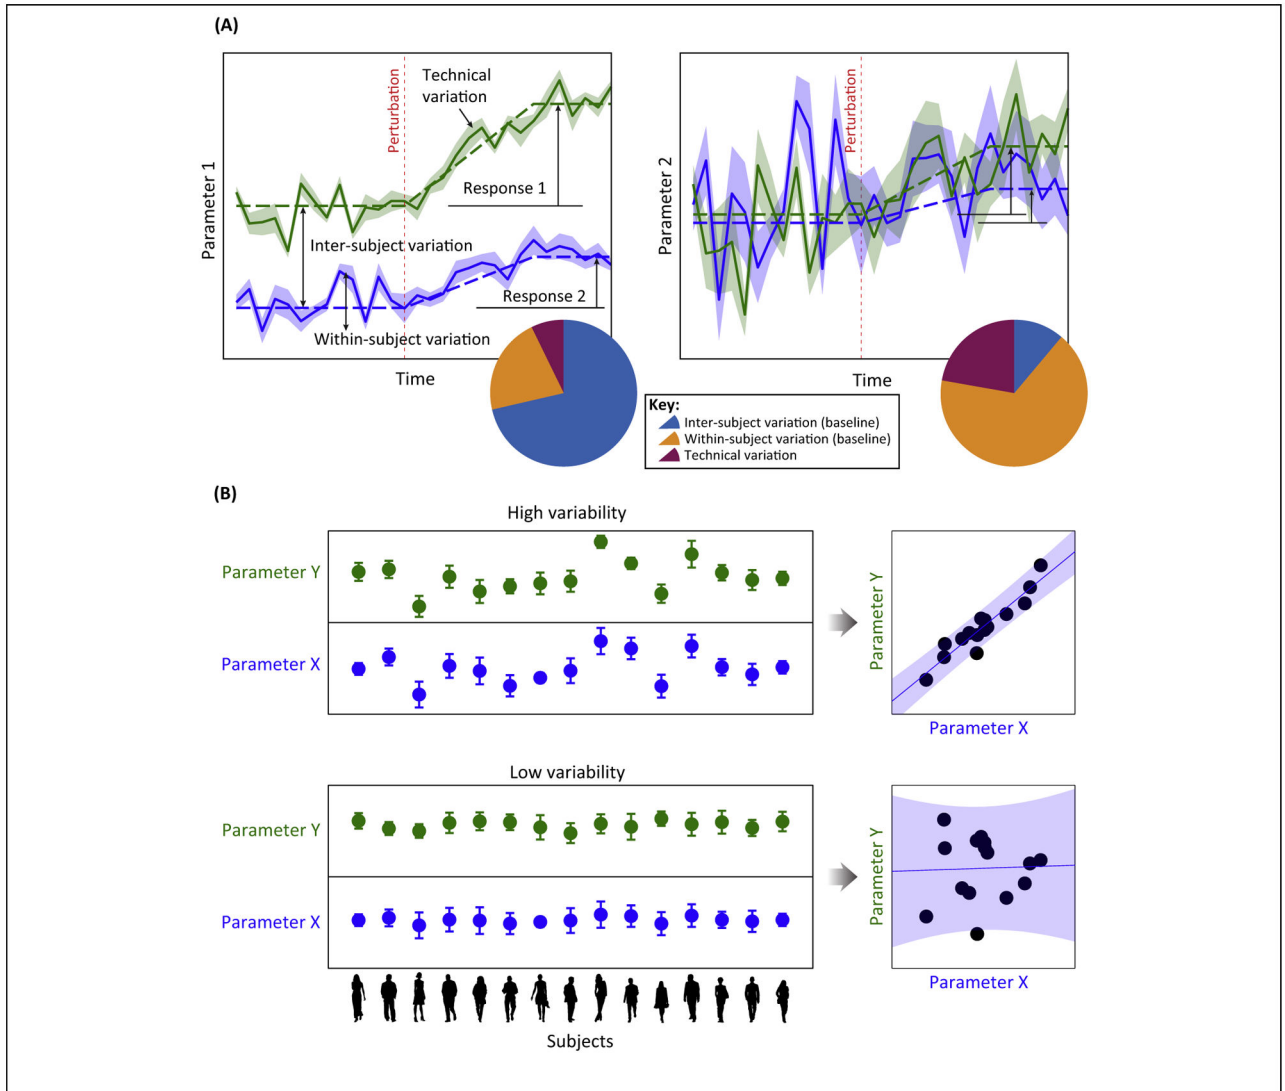 (A)
Parameter 1
Perturbation
Technical
variation
Response 1
Inter-subject variation
Response 2
Within-subject variation
Time
Parameter 2
Perturbation
Time
Key:
Inter-subject variation (baseline)
Within-subject variation (baseline)
Technical variation
(B)
High variability
Parameter Y
Parameter X
Parameter Y
Parameter X
Low variability
Parameter Y
Parameter X
Parameter Y
Parameter X
Subjects